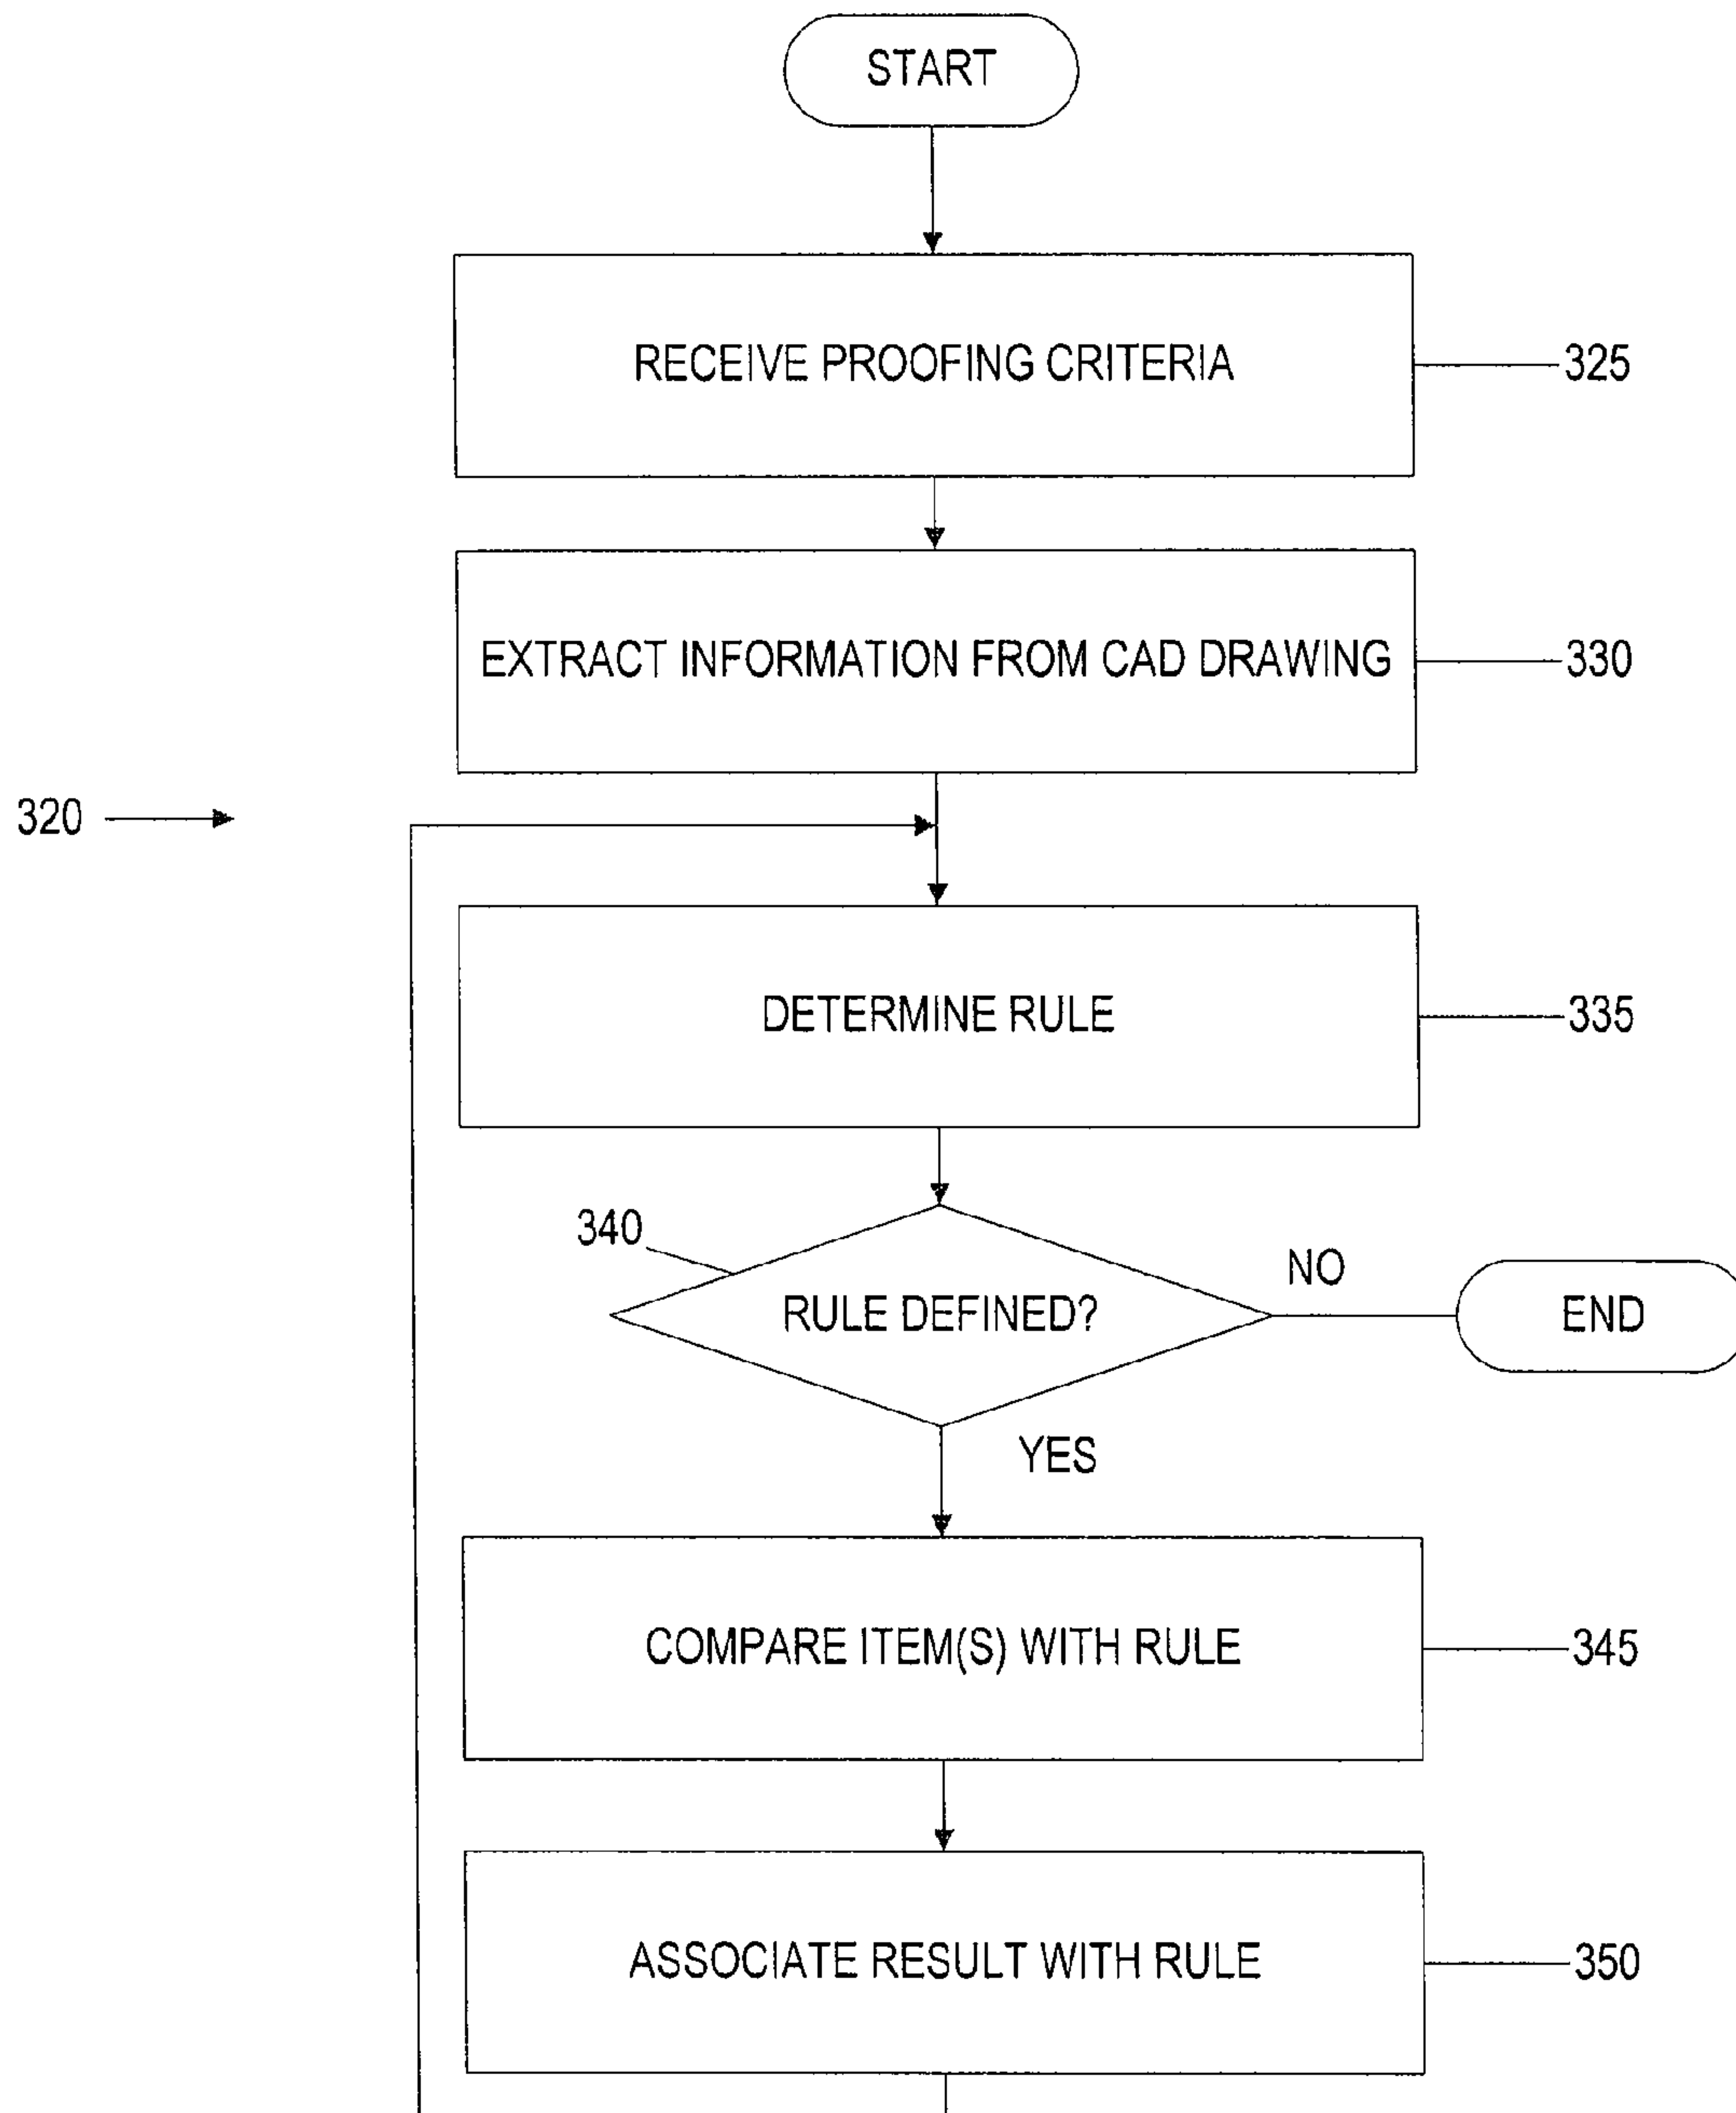 START
RECEIVE PROOFING CRITERIA
325
EXTRACT INFORMATION FROM CAD DRAWING
330
320
DETERMINE RULE
335
340
RULE DEFINED?
NO
END
YES
COMPARE ITEM(S) WITH RULE
345
ASSOCIATE RESULT WITH RULE
350